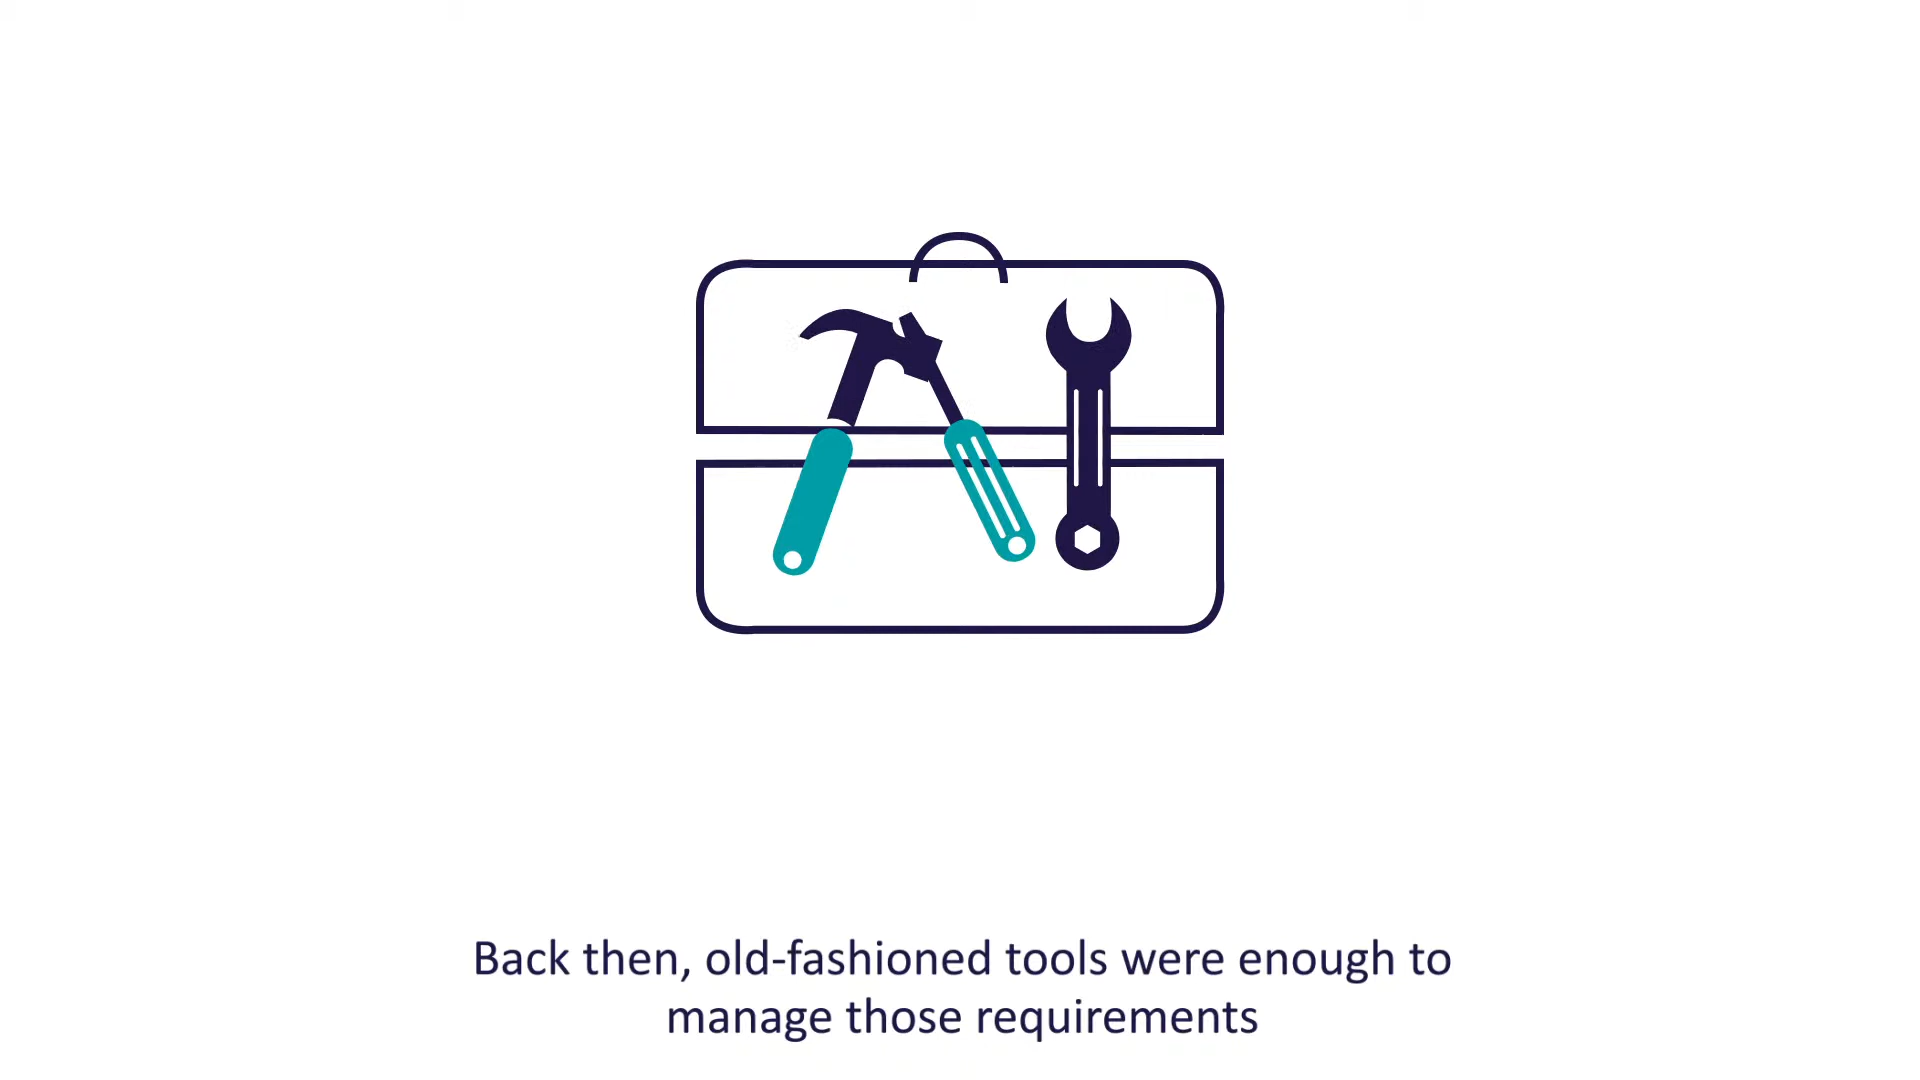 Back then, old-fashioned tools were enough to
manage those requirements